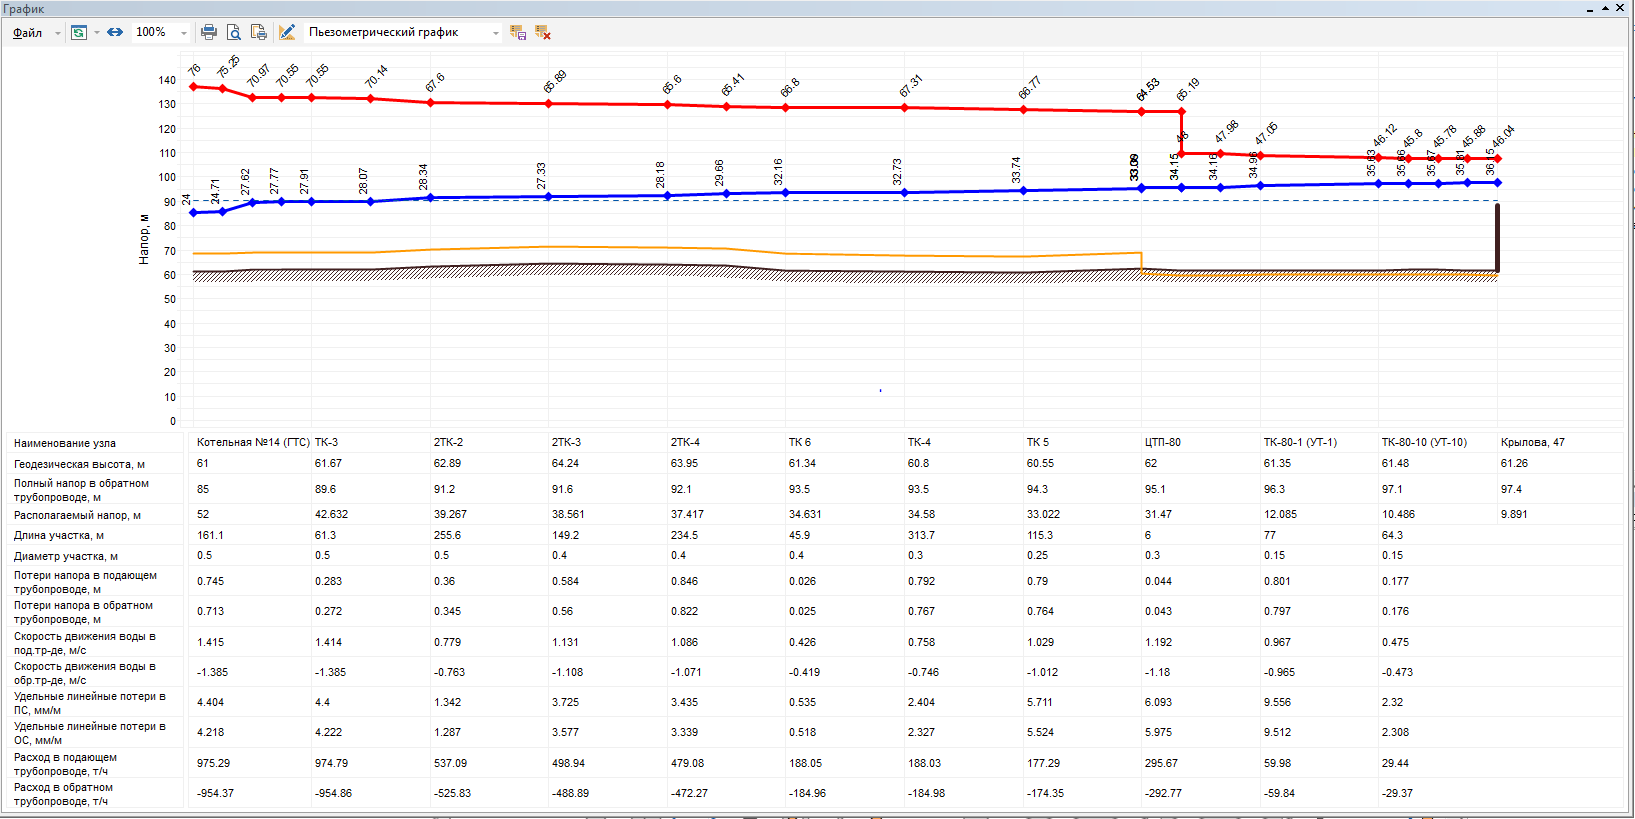 График
Файл 100% Пьезометрический график
76 75.25 70.97 70.55 70.55 70.14 67.6 65.89 65.6 65.41 66.8 67.31 66.77 64.53 65.19
48 47.98 47.05 46.12 45.8 45.78 45.88 46.04
24 24.71 27.62 27.77 27.91 28.07 28.34 27.33 28.18 29.66 32.16 32.73 33.74 33.09 34.15 34.16 34.96 35.63 35.66 35.67 35.81 36.15
Напор, м
140
130
120
110
100
90
80
70
60
50
40
30
20
10
0
Наименование узла Котельная №14 (ГТС) ТК-3 2ТК-2 2ТК-3 2ТК-4 ТК 6 ТК-4 ТК 5 ЦТП-80 ТК-80-1 (УТ-1) ТК-80-10 (УТ-10) Крылова, 47
Геодезическая высота, м 61 61.67 62.89 64.24 63.95 61.34 60.8 60.55 62 61.35 61.48 61.26
Полный напор в обратном
трубопроводе, м 85 89.6 91.2 91.6 92.1 93.5 93.5 94.3 95.1 96.3 97.1 97.4
Располагаемый напор, м 52 42.632 39.267 38.561 37.417 34.631 34.58 33.022 31.47 12.085 10.486 9.891
Длина участка, м 161.1 61.3 255.6 149.2 234.5 45.9 313.7 115.3 6 77 64.3
Диаметр участка, м 0.5 0.5 0.5 0.4 0.4 0.4 0.3 0.25 0.3 0.15 0.15
Потери напора в подающем
трубопроводе, м 0.745 0.283 0.36 0.584 0.846 0.026 0.792 0.79 0.044 0.801 0.177
Потери напора в обратном
трубопроводе, м 0.713 0.272 0.345 0.56 0.822 0.025 0.767 0.764 0.043 0.797 0.176
Скорость движения воды в
под.тр-де, м/с 1.415 1.414 0.779 1.131 1.086 0.426 0.758 1.029 1.192 0.967 0.475
Скорость движения воды в
обр.тр-де, м/с -1.385 -1.385 -0.763 -1.108 -1.071 -0.419 -0.746 -1.012 -1.18 -0.965 -0.473
Удельные линейные потери в
ПС, мм/м 4.404 4.4 1.342 3.725 3.435 0.535 2.404 5.711 6.093 9.556 2.32
Удельные линейные потери в
ОС, мм/м 4.218 4.222 1.287 3.577 3.339 0.518 2.327 5.524 5.975 9.512 2.308
Расход в подающем
трубопроводе, т/ч 975.29 974.79 537.09 498.94 479.08 188.05 188.03 177.29 295.67 59.98 29.44
Расход в обратном
трубопроводе, т/ч -954.37 -954.86 -525.83 -488.89 -472.27 -184.96 -184.98 -174.35 -292.77 -59.84 -29.37